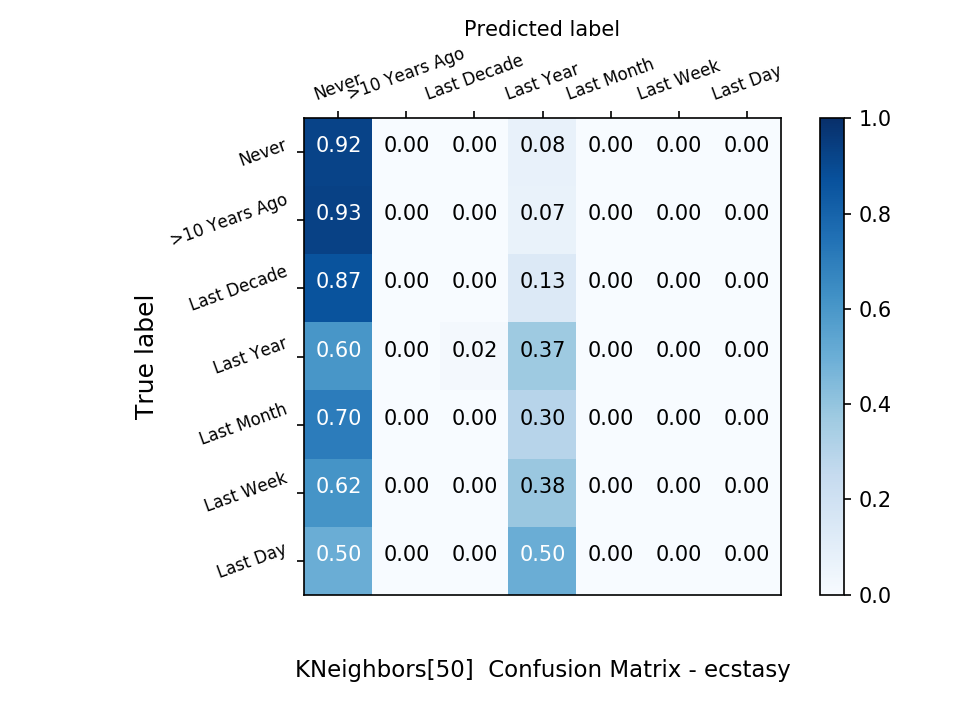 Predicted label
Never >10 Years Ago Last Decade Last Year Last Month Last Week Last Day
True label
Never 0.92 0.00 0.00 0.08 0.00 0.00 0.00
>10 Years Ago 0.93 0.00 0.00 0.07 0.00 0.00 0.00
Last Decade 0.87 0.00 0.00 0.13 0.00 0.00 0.00
Last Year 0.60 0.00 0.02 0.37 0.00 0.00 0.00
Last Month 0.70 0.00 0.00 0.30 0.00 0.00 0.00
Last Week 0.62 0.00 0.00 0.38 0.00 0.00 0.00
Last Day 0.50 0.00 0.00 0.50 0.00 0.00 0.00
1.0
0.8
0.6
0.4
0.2
0.0
KNeighbors[50]  Confusion Matrix - ecstasy